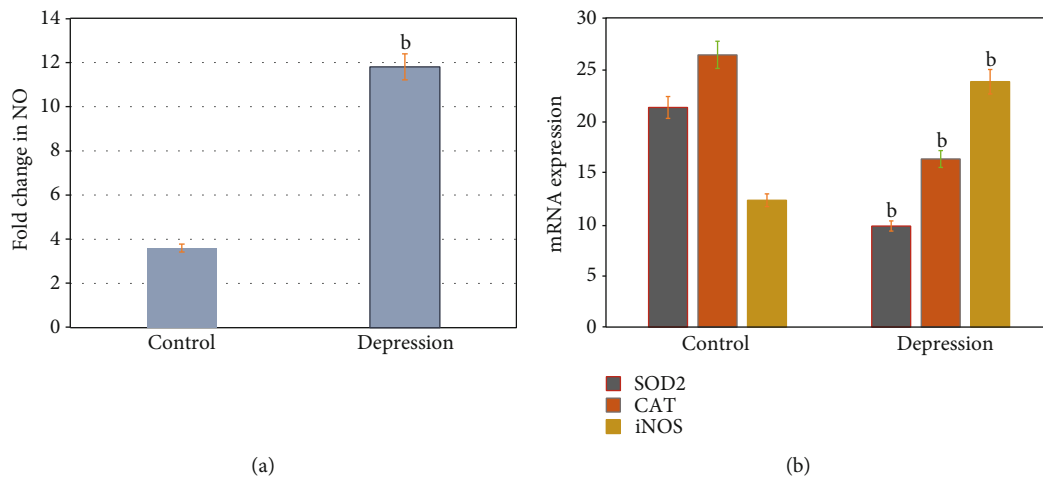 14
12
10
8
6
4
2
0
Fold change in NO
b
Control
Depression
(a)
30
25
20
15
10
5
0
mRNA expression
b
b
b
Control
Depression
SOD2
CAT
iNOS
(b)